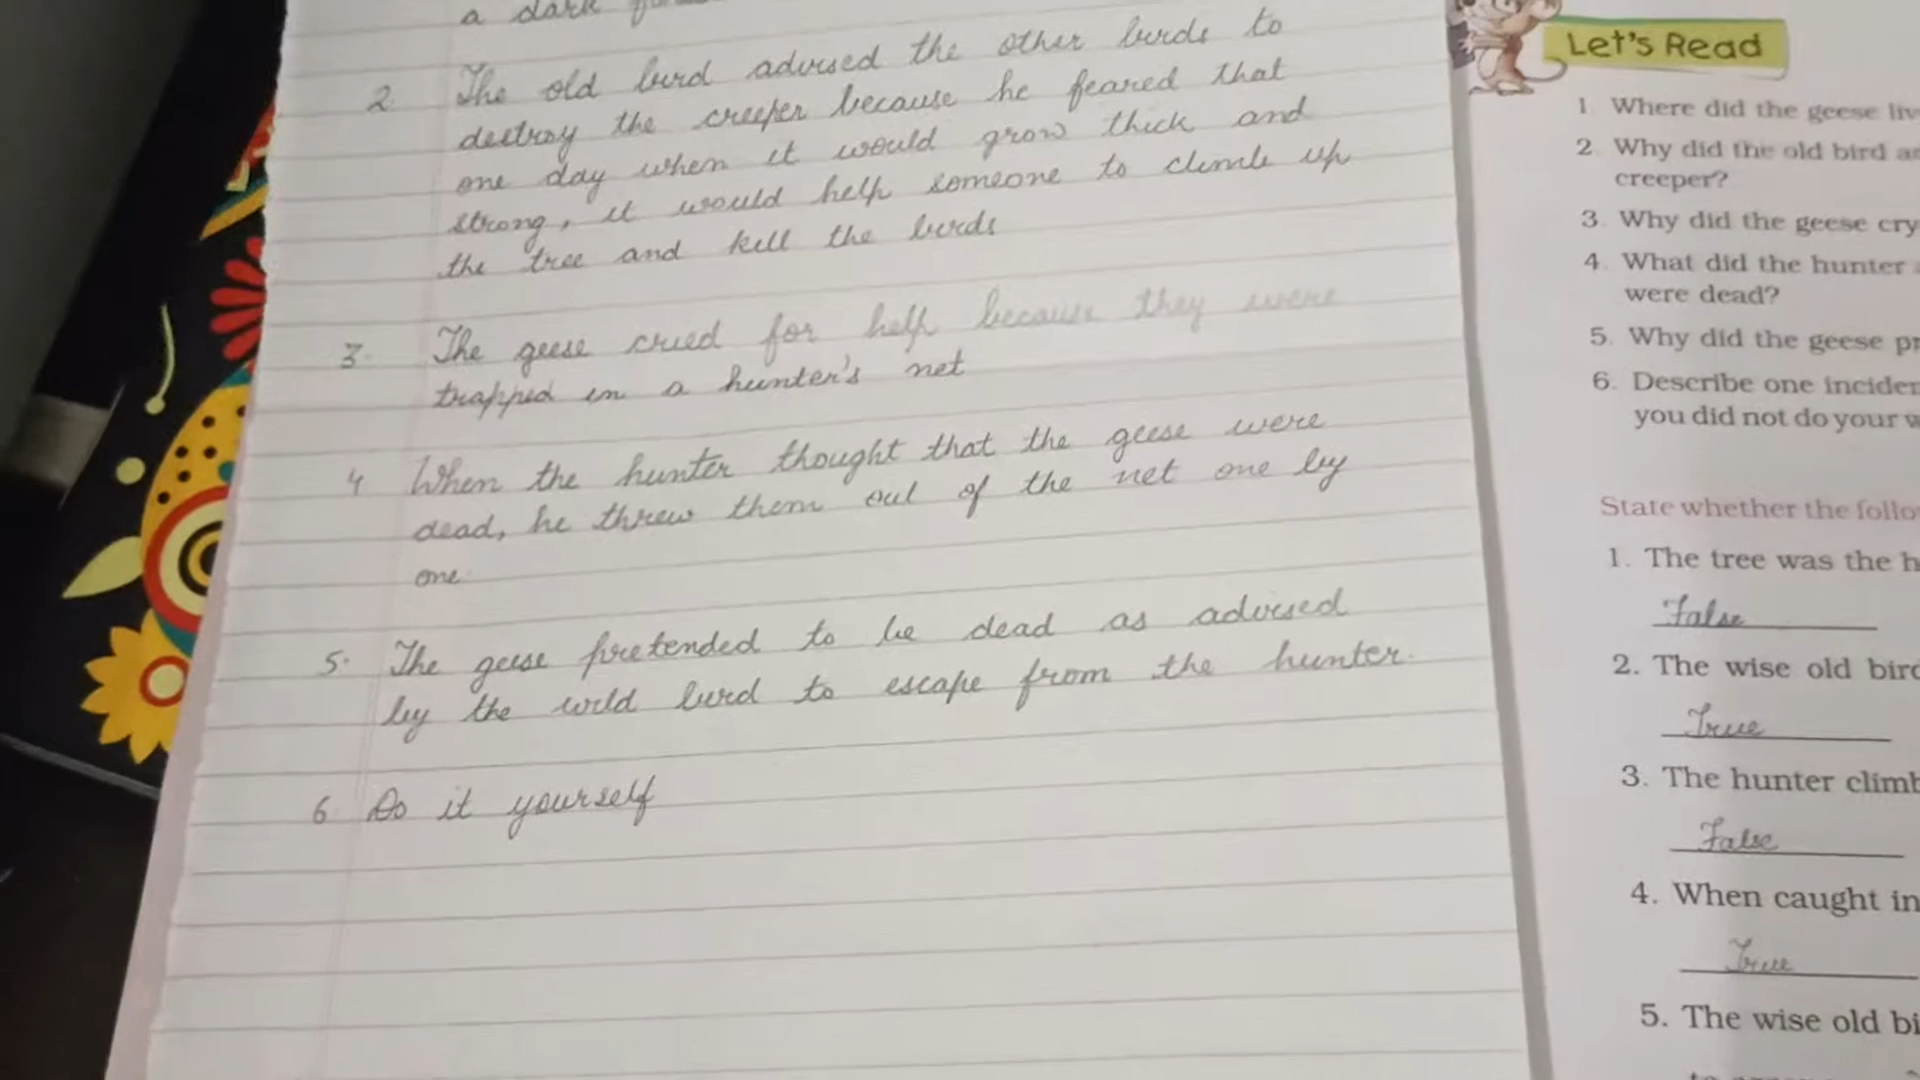 a dark
2. The old bird advised the other birds to
destroy the creeper because he feared that
one day when it would grow thick and
strong, it would help someone to climb up
the tree and kill the birds
3. The geese cried for help because they were
trapped in a hunter's net
4 When the hunter thought that the geese were
dead, he threw them out of the net one by
one
5. The geese pretended to be dead as advised
by the wild bird to escape from the hunter.
6 Do it yourself
Let's Read
1 Where did the geese liv
2 Why did the old bird as
creeper?
3. Why did the geese cry
4. What did the hunter
were dead?
5. Why did the geese pr
6. Describe one inciden
you did not do your w
State whether the follo
1. The tree was the h
False
2. The wise old bird
True
3. The hunter climb
False
4. When caught in
True
5. The wise old bi